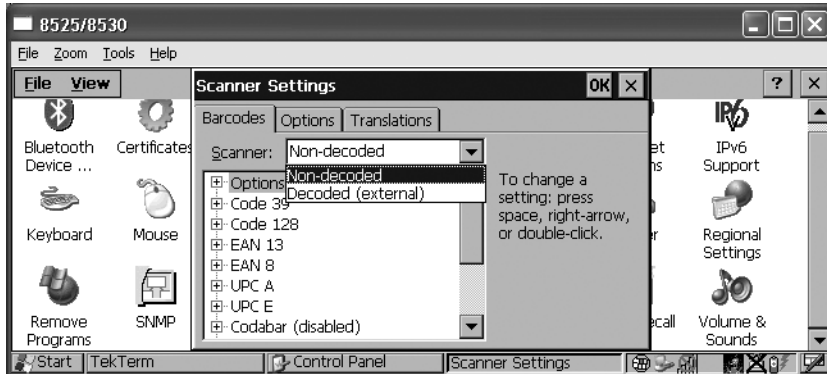 8525/8530
File Zoom Tools Help
File View
? ×
Scanner Settings OK ×
Barcodes Options Translations
Scanner: Non-decoded
Non-decoded
Decoded (external)
Options
Code 39
Code 128
EAN 13
EAN 8
UPC A
UPC E
Codabar (disabled)
To change a
setting: press
space, right-arrow,
or double-click.
Bluetooth
Device ...
Certificates
IPv6
IPv6
Support
Keyboard
Mouse
Regional
Settings
Remove
Programs
SNMP
Volume &
Sounds
Start TekTerm Control Panel Scanner Settings